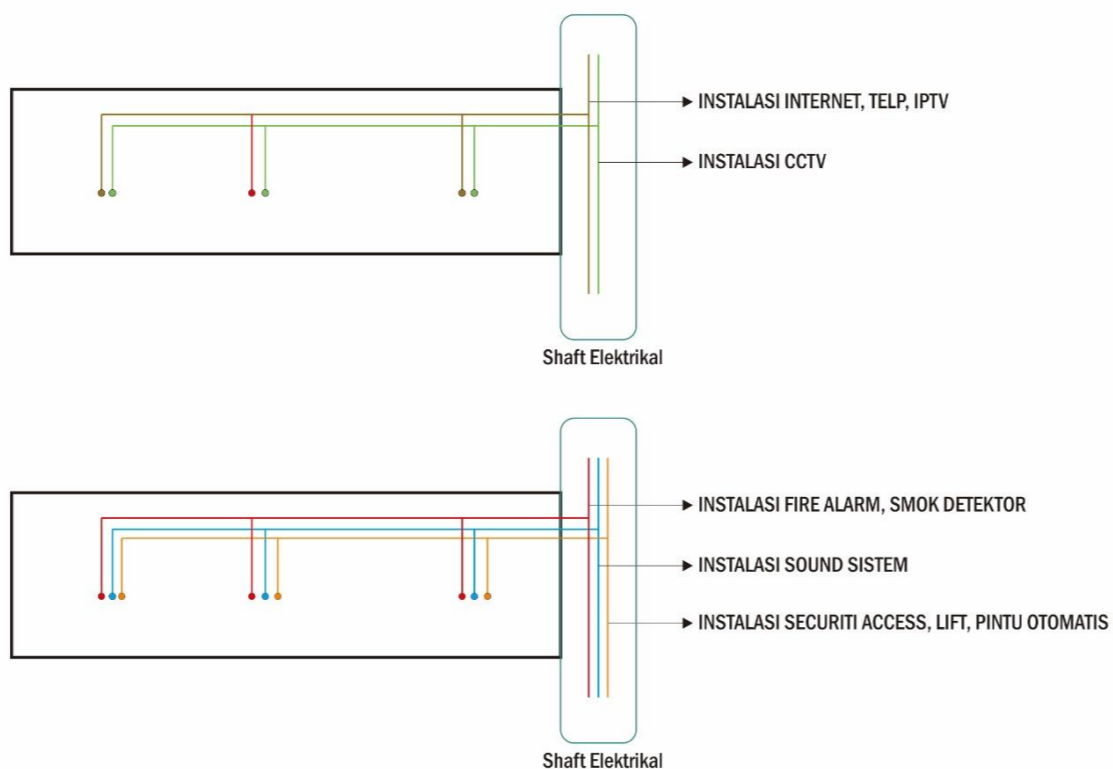 INSTALASI INTERNET, TELP, IPTV
INSTALASI CCTV
Shaft Elektrikal
INSTALASI FIRE ALARM, SMOK DETEKTOR
INSTALASI SOUND SISTEM
INSTALASI SECURITI ACCESS, LIFT, PINTU OTOMATIS
Shaft Elektrikal